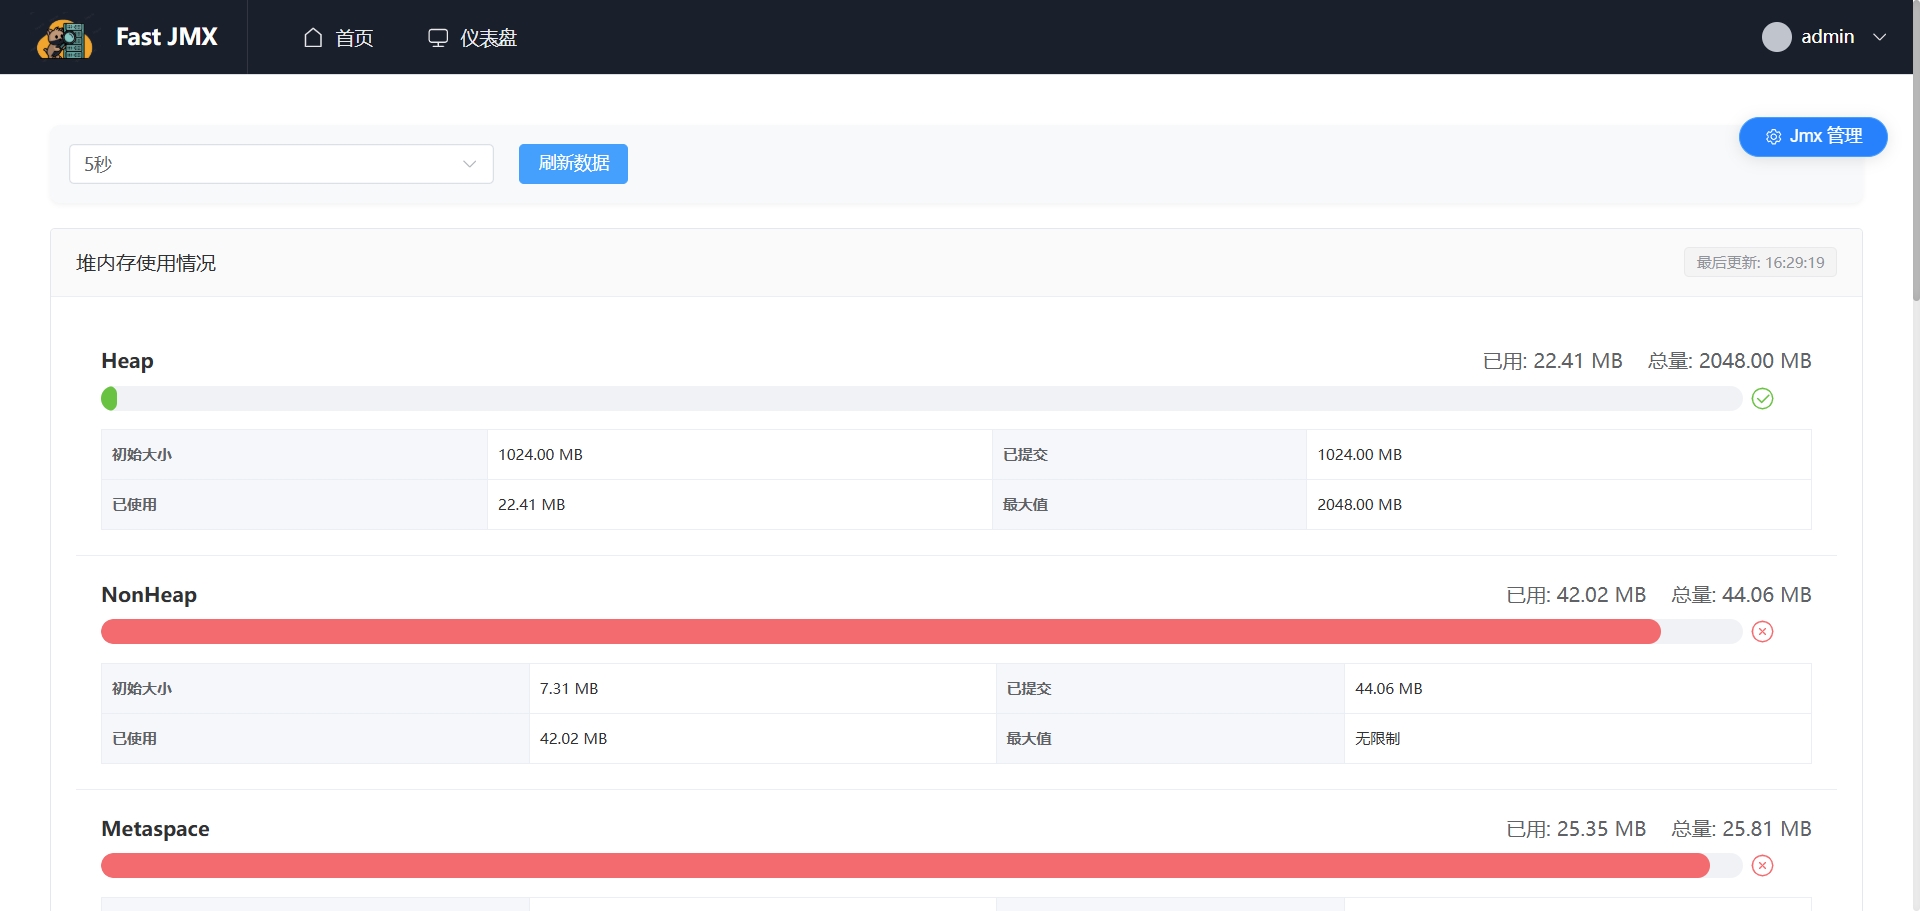 Fast JMX
首页
仪表盘
admin
Jmx 管理
5秒
刷新数据
堆内存使用情况
最后更新: 16:29:19
Heap
已用: 22.41 MB 总量: 2048.00 MB
初始大小 1024.00 MB 已提交 1024.00 MB
已使用 22.41 MB 最大值 2048.00 MB
NonHeap
已用: 42.02 MB 总量: 44.06 MB
初始大小 7.31 MB 已提交 44.06 MB
已使用 42.02 MB 最大值 无限制
Metaspace
已用: 25.35 MB 总量: 25.81 MB